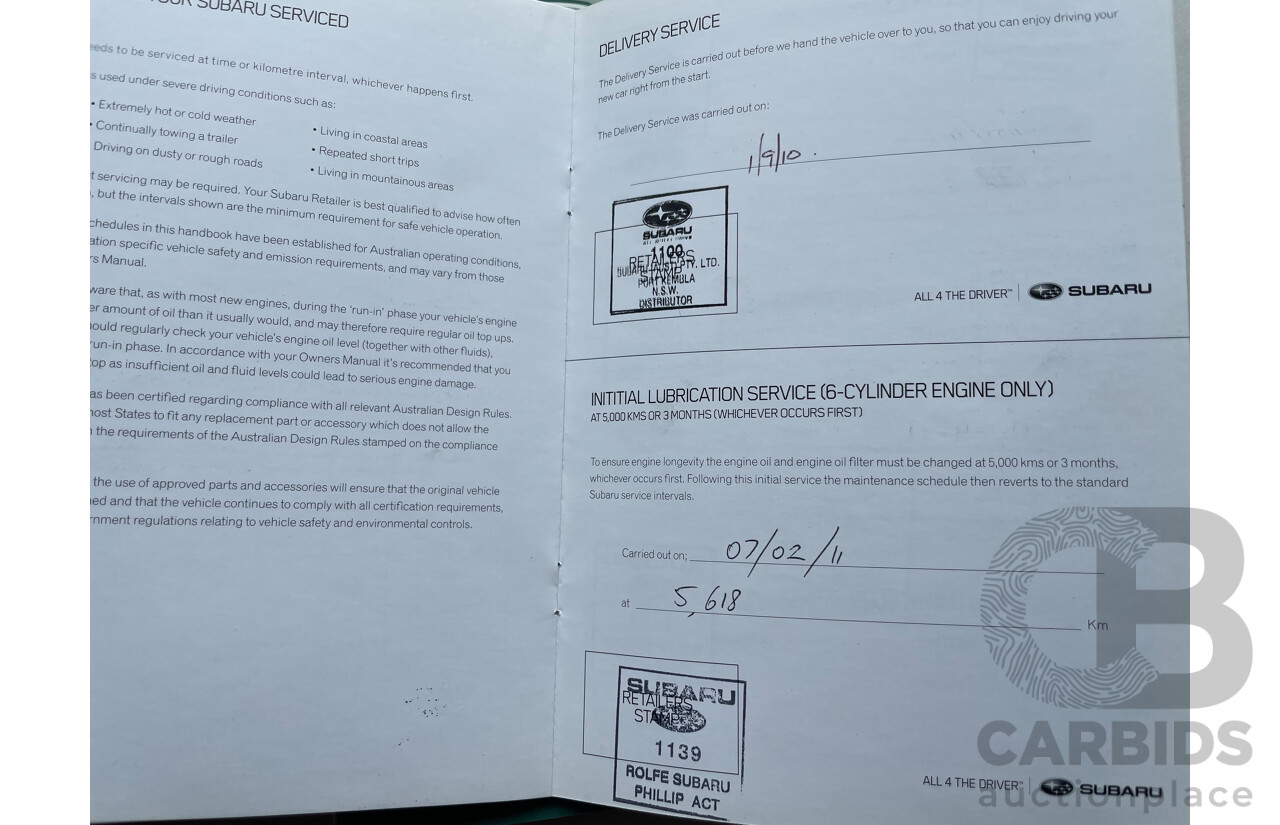 OUR SUBARU SERVICED
eeds to be serviced at time or kilometre interval, whichever happens first.
s used under severe driving conditions such as:
• Extremely hot or cold weather
• Continually towing a trailer
Driving on dusty or rough roads
• Living in coastal areas
• Repeated short trips
• Living in mountainous areas
t servicing may be required. Your Subaru Retailer is best qualified to advise how often
, but the intervals shown are the minimum requirement for safe vehicle operation.
chedules in this handbook have been established for Australian operating conditions,
ation specific vehicle safety and emission requirements, and may vary from those
rs Manual.
ware that, as with most new engines, during the 'run-in' phase your vehicle's engine
er amount of oil than it usually would, and may therefore require regular oil top ups.
ould regularly check your vehicle's engine oil level (together with other fluids),
run-in phase. In accordance with your Owners Manual it's recommended that you
op as insufficient oil and fluid levels could lead to serious engine damage.
as been certified regarding compliance with all relevant Australian Design Rules.
nost States to fit any replacement part or accessory which does not allow the
n the requirements of the Australian Design Rules stamped on the compliance
the use of approved parts and accessories will ensure that the original vehicle
ed and that the vehicle continues to comply with all certification requirements,
rnment regulations relating to vehicle safety and environmental controls.
DELIVERY SERVICE
The Delivery Service is carried out before we hand the vehicle over to you, so that you can enjoy driving your
new car right from the start.
The Delivery Service was carried out on:
1/9/10.
SUBARU
1100
RETAILERS
STAMP
SUBARU (AUST) PTY. LTD.
PORT KEMBLA
N.S.W.
DISTRIBUTOR
ALL 4 THE DRIVER™ SUBARU
INITITIAL LUBRICATION SERVICE (6-CYLINDER ENGINE ONLY)
AT 5,000 KMS OR 3 MONTHS (WHICHEVER OCCURS FIRST)
To ensure engine longevity the engine oil and engine oil filter must be changed at 5,000 kms or 3 months,
whichever occurs first. Following this initial service the maintenance schedule then reverts to the standard
Subaru service intervals.
Carried out on; 07/02/11
at 5,618 Km
SUBARU
RETAILERS
STAMP
1139
ROLFE SUBARU
PHILLIP ACT
ALL 4 THE DRIVER™ SUBARU
CB
CARBIDS
auctionplace